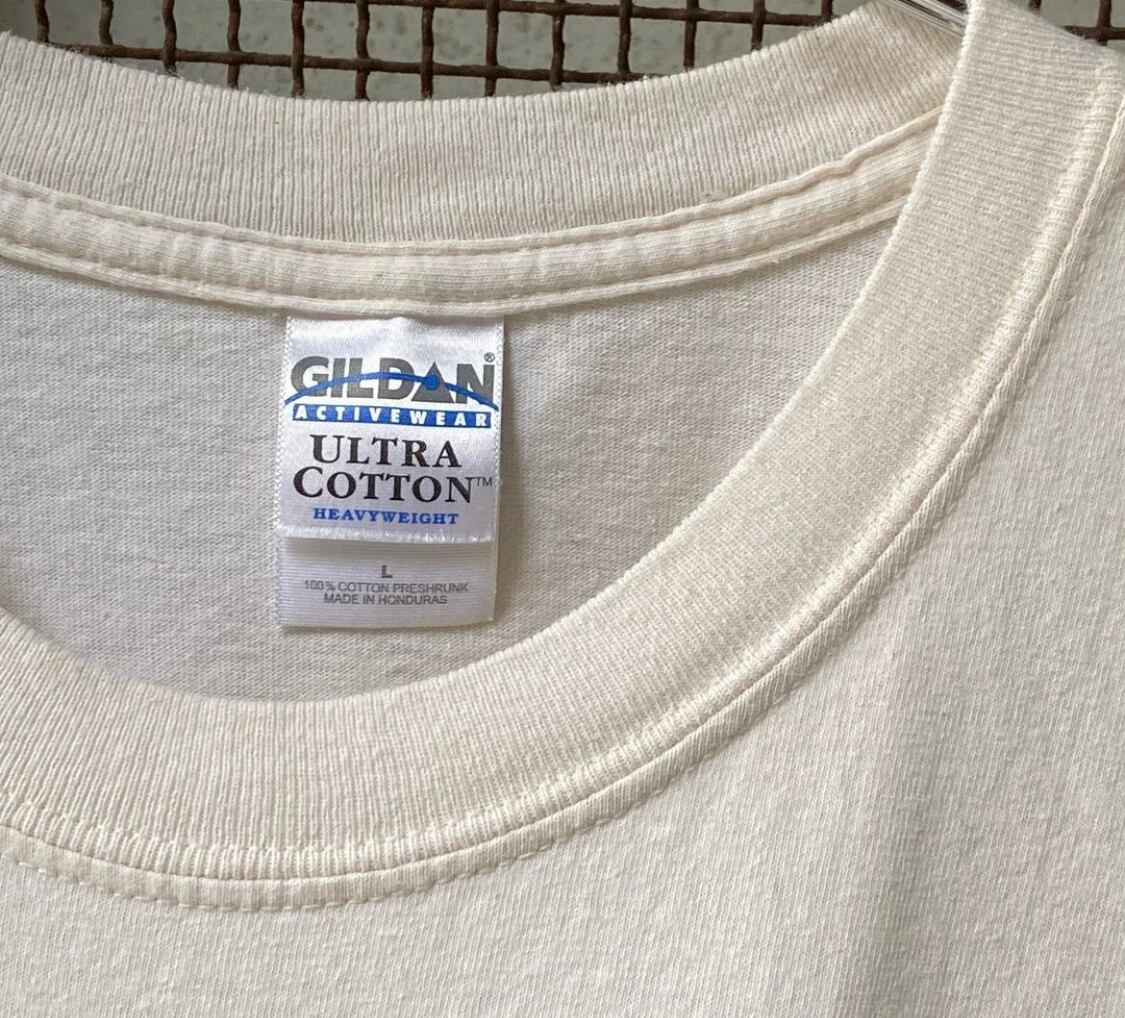 GILDAN®
ACTIVEWEAR
ULTRA
COTTON™
HEAVYWEIGHT
L
100% COTTON PRESHRUNK
MADE IN HONDURAS